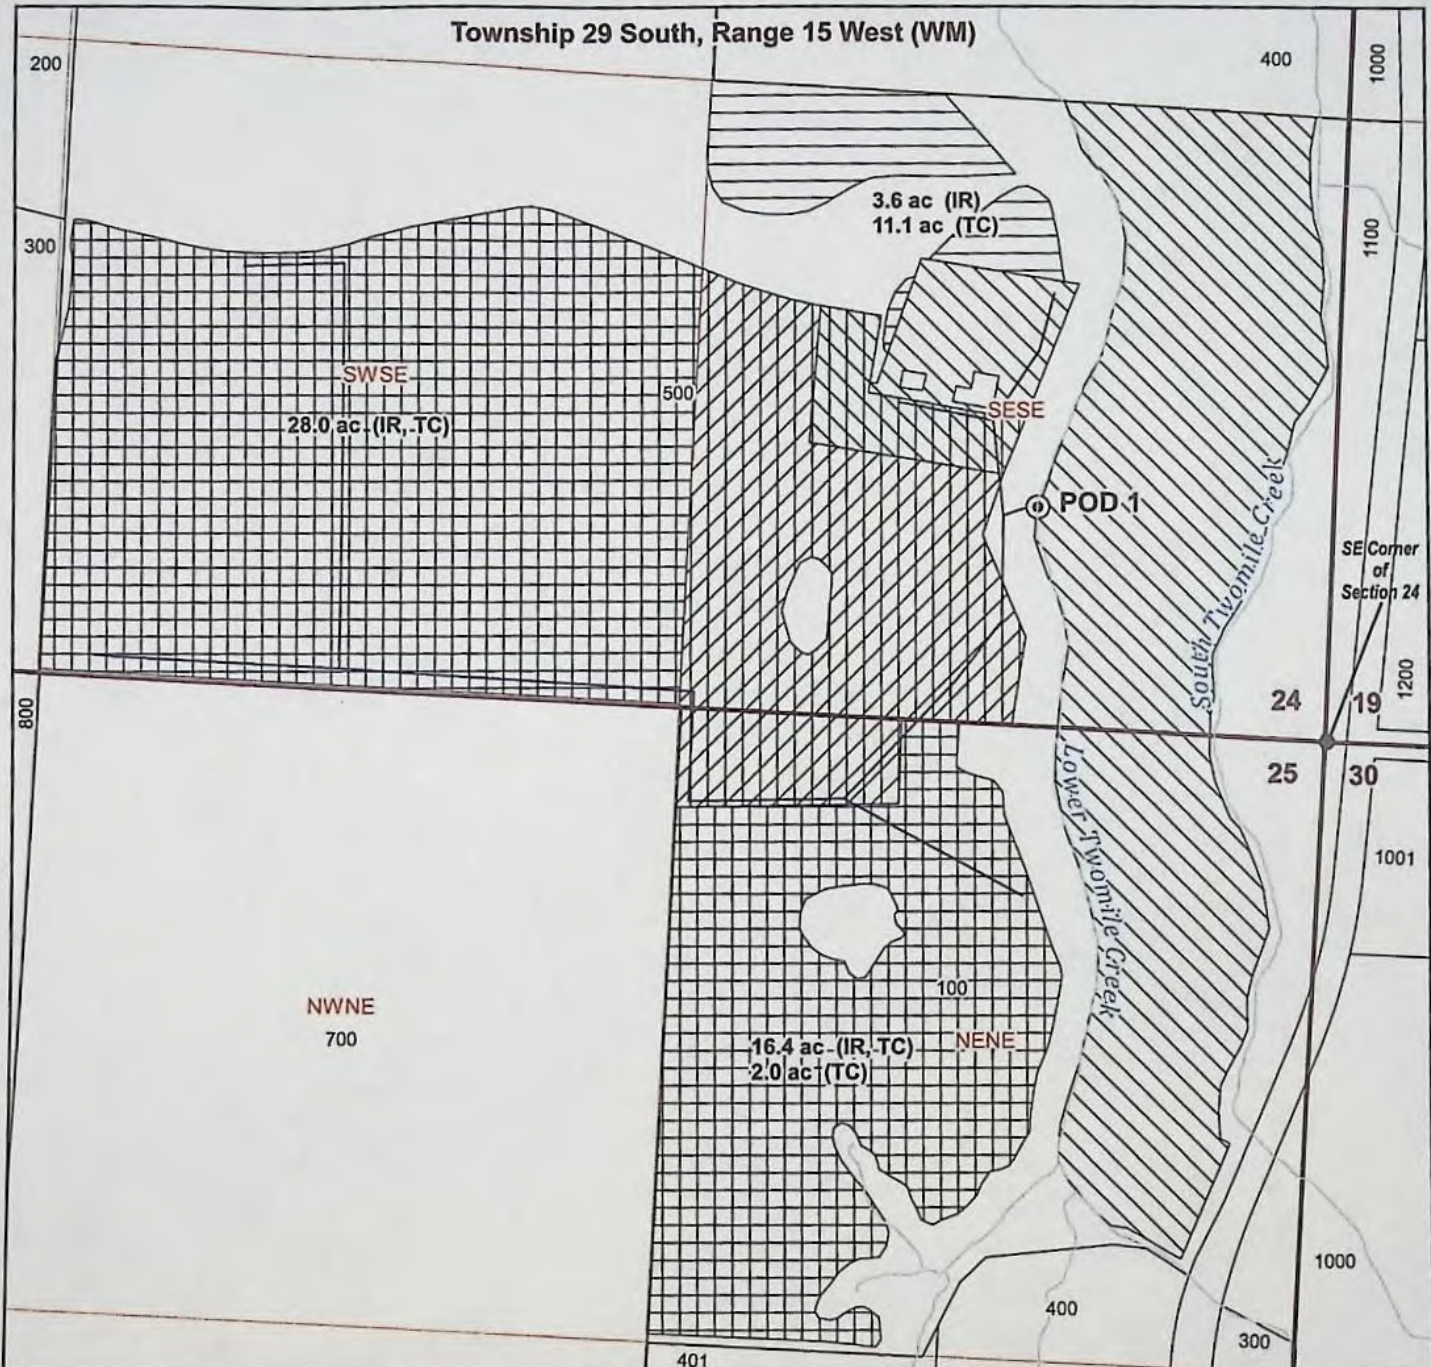 Township 29 South, Range 15 West (WM)
200
400
1000
3.6 ac (IR)
11.1 ac (TC)
300
1100
SWSE
500
28.0 ac (IR, TC)
SESE
POD 1
South Twomile Creek
SE Corner
of
Section 24
800
24
19
1200
25
30
Lower Twomile Creek
1001
100
NWNE
700
16.4 ac (IR, TC)
2.0 ac (TC)
NENE
1000
400
300
401